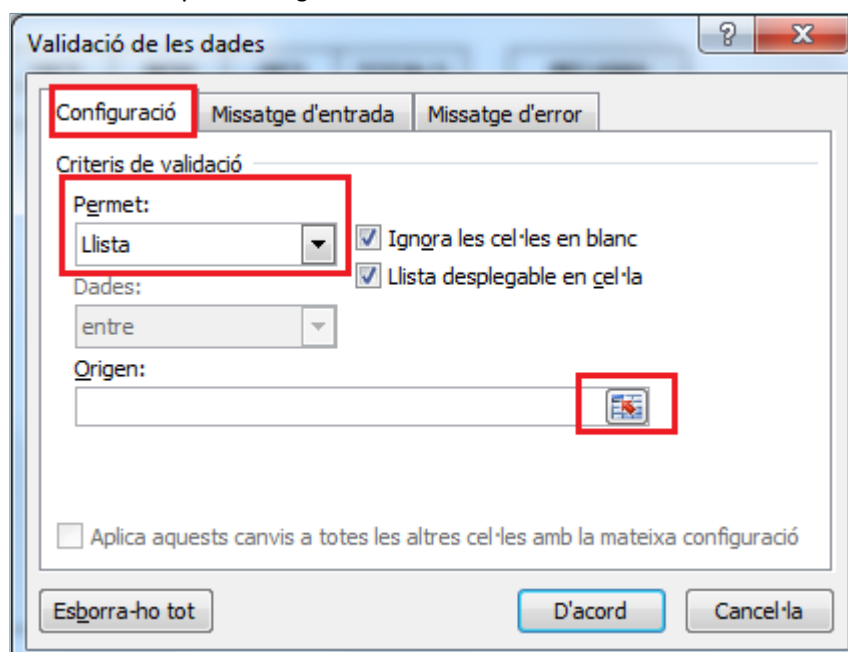 Validació de les dades
Configuració Missatge d'entrada Missatge d'error
Criteris de validació
Permet:
Llista
Ignora les cel·les en blanc
Llista desplegable en cel·la
Dades:
entre
Origen:
Aplica aquests canvis a totes les altres cel·les amb la mateixa configuració
Esborra-ho tot D'acord Cancel·la